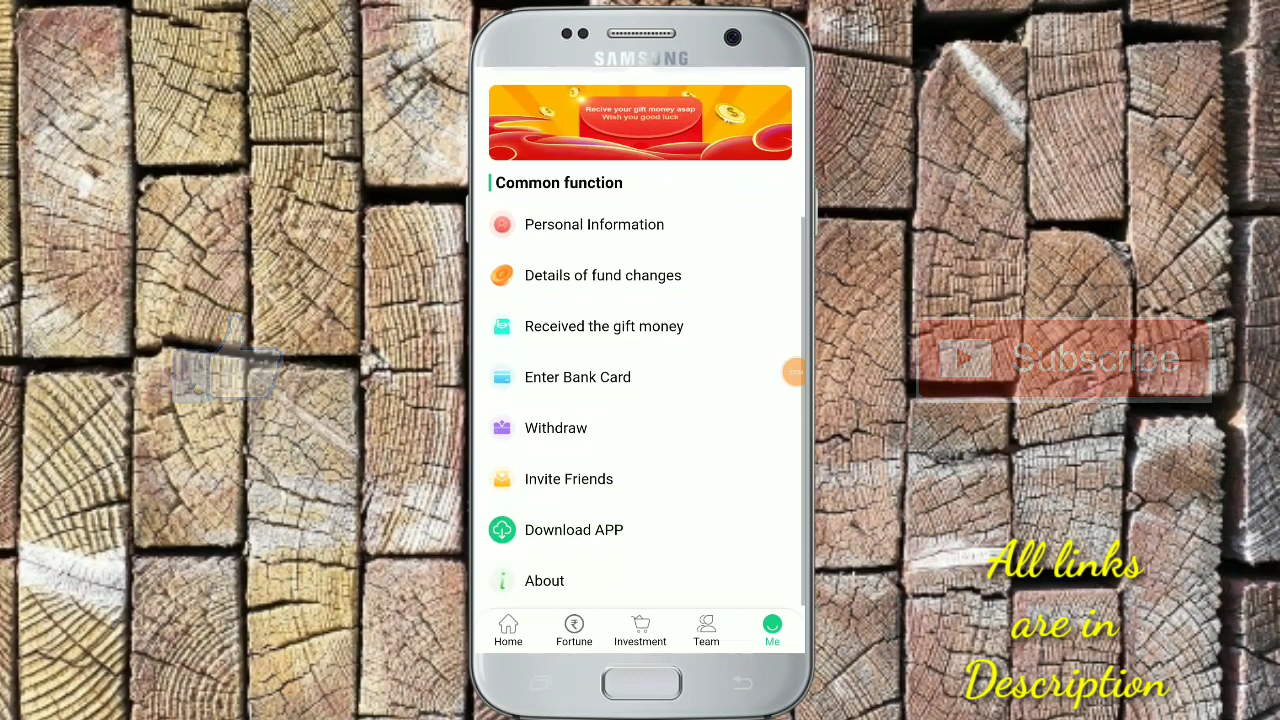 SAMSUNG
Recive your gift money asap
Wish you good luck
Common function
Personal Information
Details of fund changes
Received the gift money
Enter Bank Card
Withdraw
Invite Friends
Download APP
About
Home
Fortune
Investment
Team
Me
Subscribe
All links
are in
Description